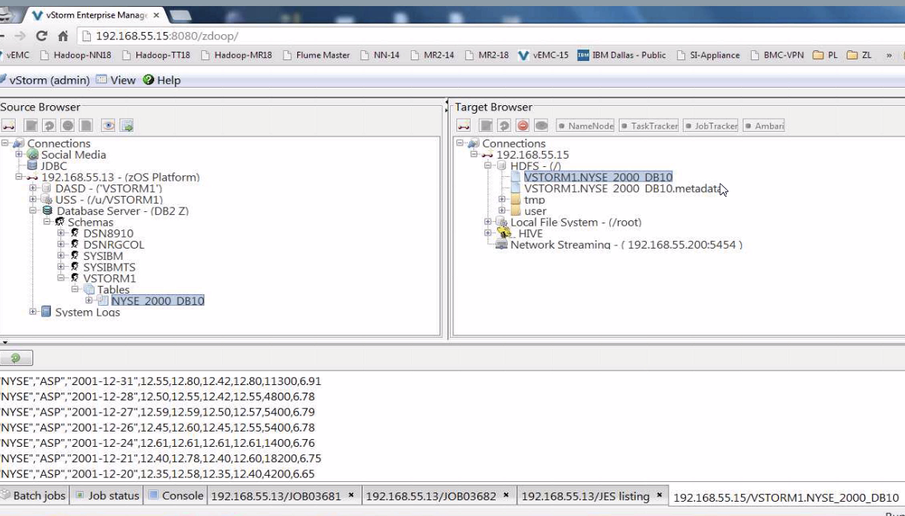 vStorm Enterprise Manag
192.168.55.15:8080/zdoop/
vEMC Hadoop-NN18 Hadoop-TT18 Hadoop-MR18 Flume Master NN-14 MR2-14 MR2-18 vEMC-15 IBM IBM Dallas - Public SI-Appliance BMC-VPN PL ZL »
vStorm (admin) View Help
Source Browser
Connections
Social Media
JDBC
192.168.55.13 - (zOS Platform)
DASD - ('VSTORM1')
USS - (/u/VSTORM1)
Database Server - (DB2 Z)
Schemas
DSN8910
DSNRGCOL
SYSIBM
SYSIBMTS
VSTORM1
Tables
NYSE_2000_DB10
System Logs
Target Browser
NameNode TaskTracker JobTracker Ambari
Connections
192.168.55.15
HDFS - (/)
VSTORM1.NYSE_2000_DB10
VSTORM1.NYSE_2000_DB10.metadata
tmp
user
Local File System - (/root)
HIVE
Network Streaming - ( 192.168.55.200:5454 )
"NYSE","ASP","2001-12-31",12.55,12.80,12.42,12.80,11300,6.91
"NYSE","ASP","2001-12-28",12.50,12.55,12.42,12.55,4800,6.78
"NYSE","ASP","2001-12-27",12.59,12.59,12.50,12.57,5400,6.79
"NYSE","ASP","2001-12-26",12.45,12.60,12.45,12.55,5400,6.78
"NYSE","ASP","2001-12-24",12.61,12.61,12.61,12.61,1400,6.76
"NYSE","ASP","2001-12-21",12.40,12.78,12.40,12.60,18200,6.75
"NYSE","ASP","2001-12-20",12.35,12.58,12.35,12.40,4200,6.65
Batch jobs Job status Console 192.168.55.13/JOB03681 × 192.168.55.13/JOB03682 × 192.168.55.13/JES listing × 192.168.55.15/VSTORM1.NYSE_2000_DB10